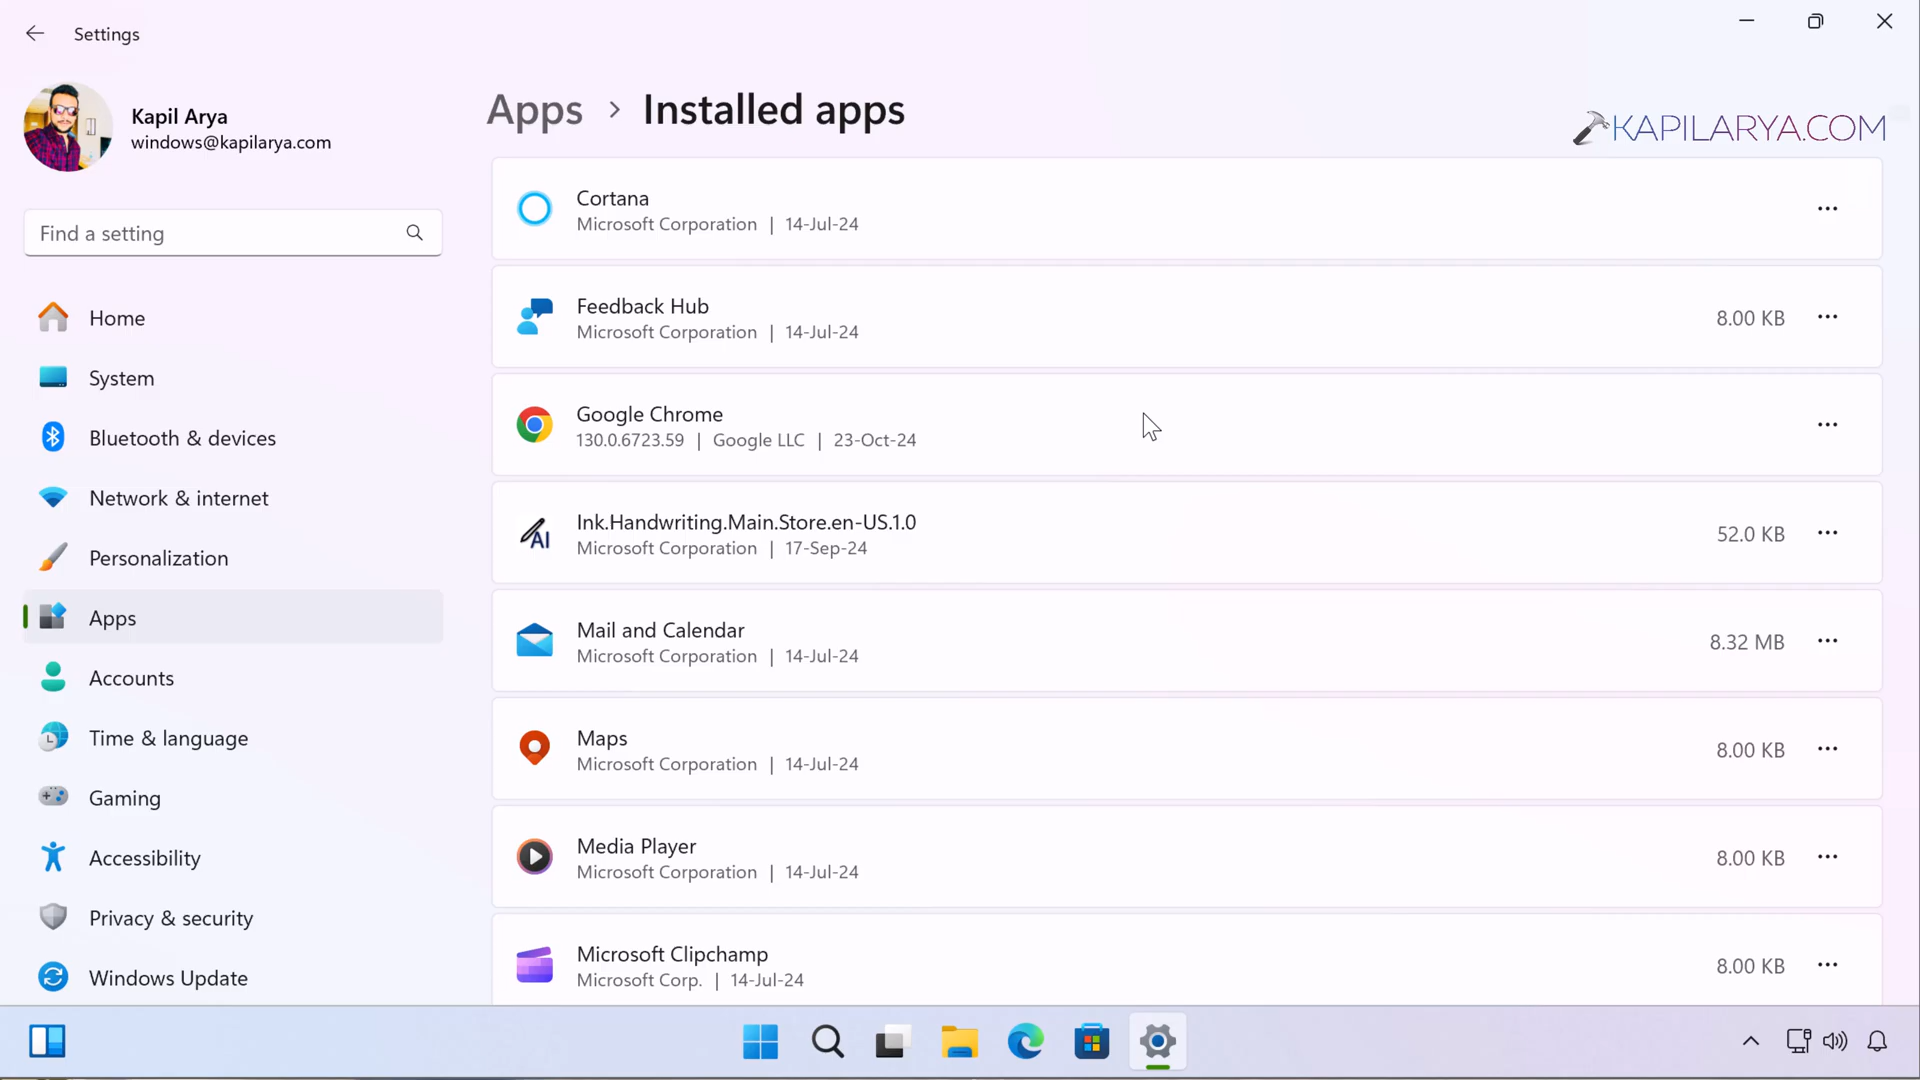 Settings
Kapil Arya
windows@kapilarya.com
Find a setting
Home
System
Bluetooth & devices
Network & internet
Personalization
Apps
Accounts
Time & language
Gaming
Accessibility
Privacy & security
Windows Update
Apps > Installed apps
KAPILARYA.COM
Cortana
Microsoft Corporation | 14-Jul-24
Feedback Hub
Microsoft Corporation | 14-Jul-24
8.00 KB
Google Chrome
130.0.6723.59 | Google LLC | 23-Oct-24
Ink.Handwriting.Main.Store.en-US.1.0
Microsoft Corporation | 17-Sep-24
52.0 KB
Mail and Calendar
Microsoft Corporation | 14-Jul-24
8.32 MB
Maps
Microsoft Corporation | 14-Jul-24
8.00 KB
Media Player
Microsoft Corporation | 14-Jul-24
8.00 KB
Microsoft Clipchamp
Microsoft Corp. | 14-Jul-24
8.00 KB